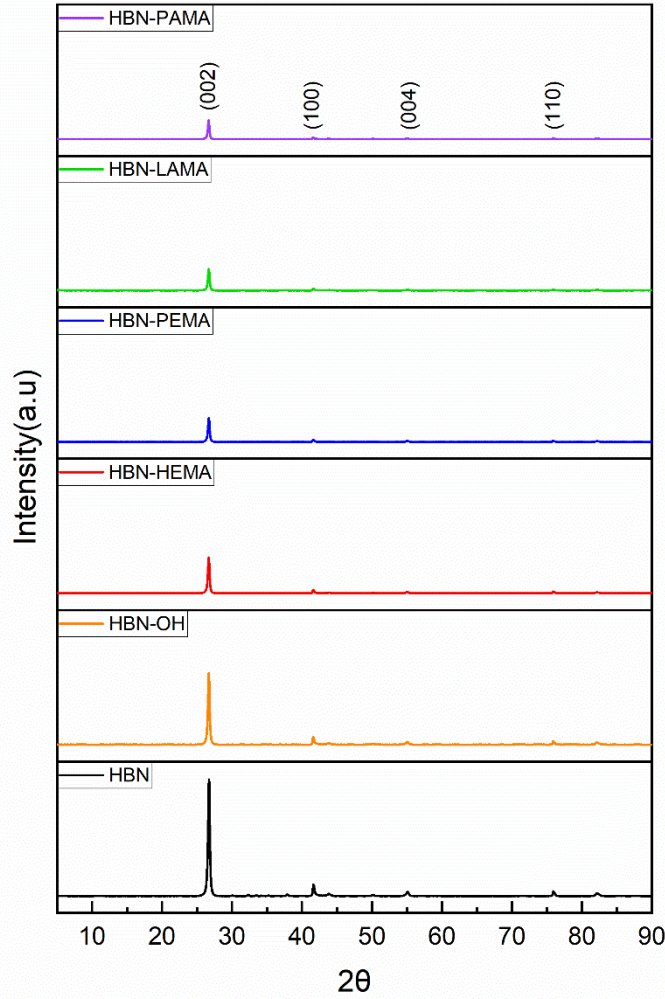 HBN-PAMA
(002)
(100)
(004)
(110)
HBN-LAMA
HBN-PEMA
HBN-HEMA
HBN-OH
HBN
Intensity(a.u)
10 20 30 40 50 60 70 80 90
2θ